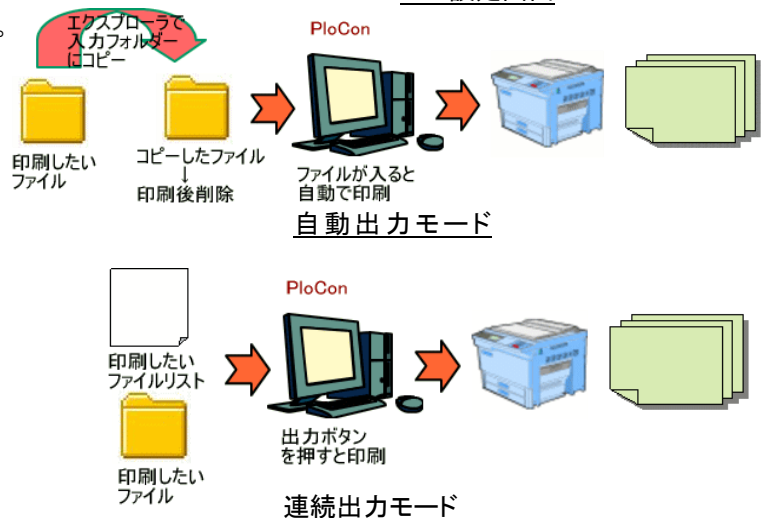 エクスプローラで
入力フォルダー
にコピー
PloCon
印刷したい
ファイル
コピーしたファイル
↓
印刷後削除
ファイルが入ると
自動で印刷
自動出力モード
PloCon
印刷したい
ファイルリスト
印刷したい
ファイル
出力ボタン
を押すと印刷
連続出力モード